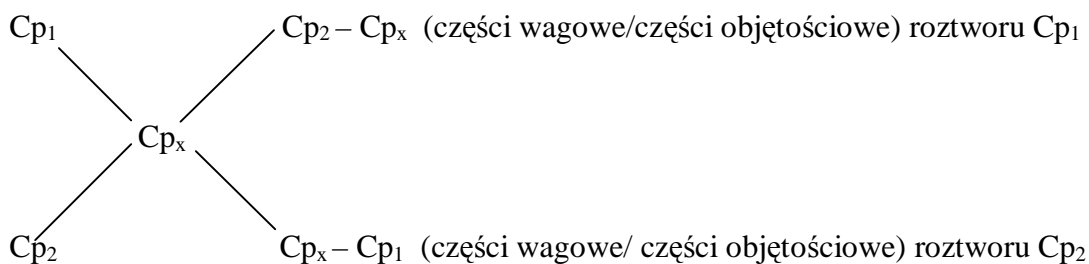 Cp₁ Cp₂ – Cpₓ (części wagowe/części objętościowe) roztworu Cp₁
Cpₓ
Cp₂ Cpₓ – Cp₁ (części wagowe/ części objętościowe) roztworu Cp₂